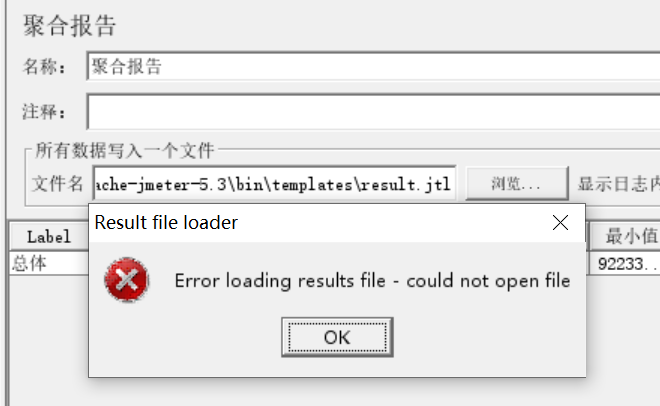 聚合报告
名称： 聚合报告
注释：
所有数据写入一个文件
文件名 ache-jmeter-5.3\bin\templates\result.jtl 浏览... 显示日志内
Result file loader
Label 最小值
总体 92233...
Error loading results file - could not open file
OK